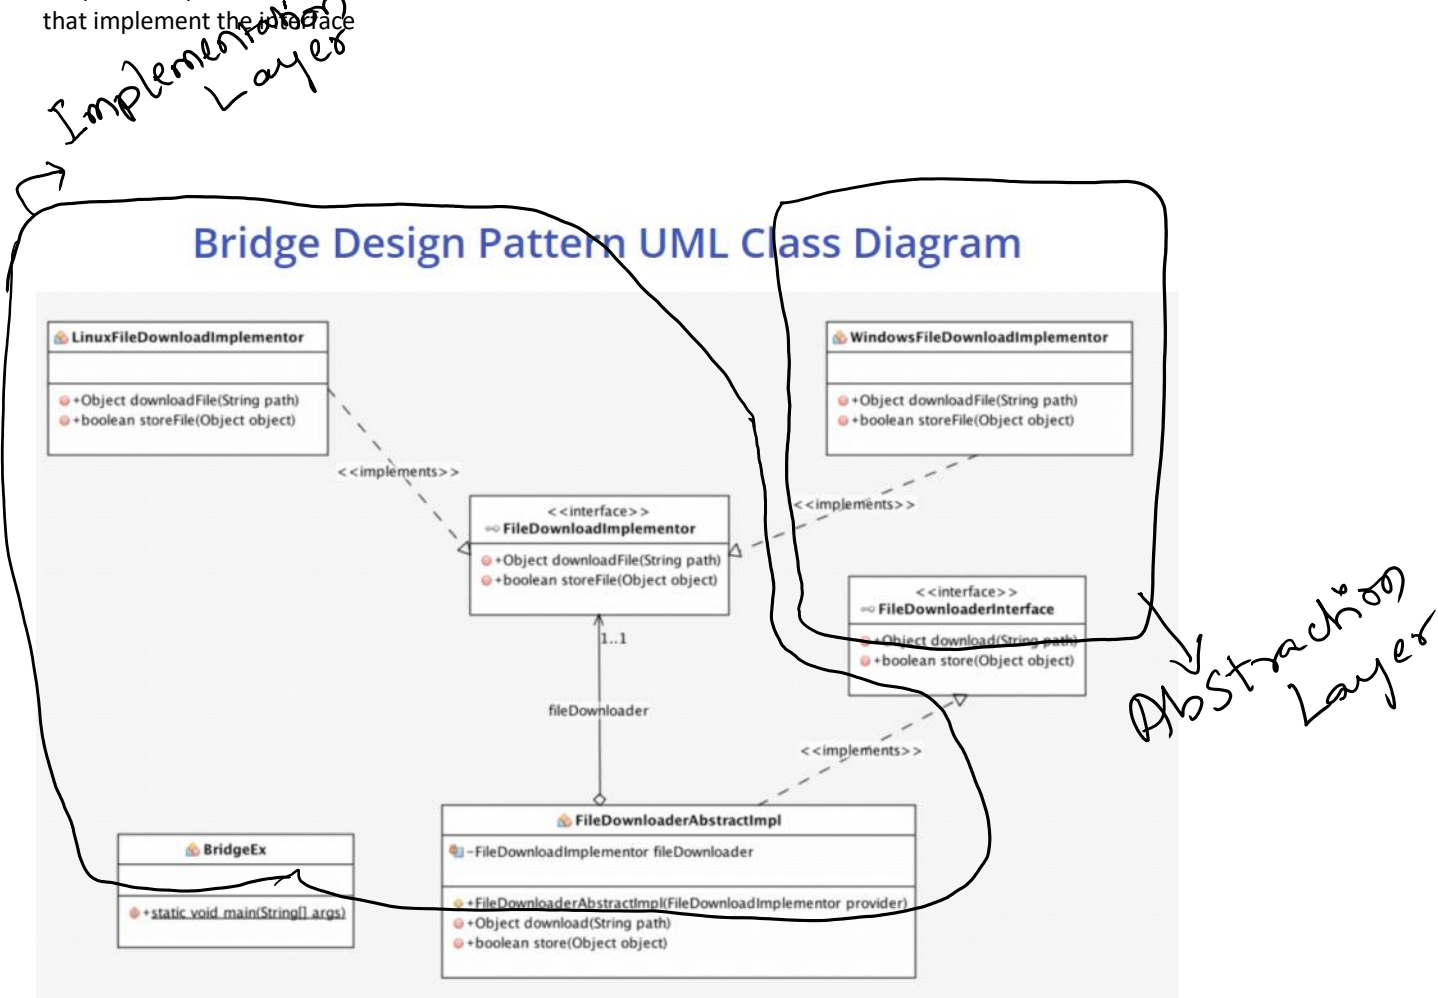 that implement the interface
Implementation
Layer
Bridge Design Pattern UML Class Diagram
LinuxFileDownloadImplementor
+Object downloadFile(String path)
+boolean storeFile(Object object)
WindowsFileDownloadImplementor
+Object downloadFile(String path)
+boolean storeFile(Object object)
<<implements>>
<<implements>>
<<interface>>
FileDownloadImplementor
+Object downloadFile(String path)
+boolean storeFile(Object object)
<<interface>>
FileDownloaderInterface
+Object download(String path)
+boolean store(Object object)
Abstraction
Layer
1..1
fileDownloader
<<implements>>
FileDownloaderAbstractImpl
-FileDownloadImplementor fileDownloader
+FileDownloaderAbstractImpl(FileDownloadImplementor provider)
+Object download(String path)
+boolean store(Object object)
BridgeEx
+static void main(String[] args)